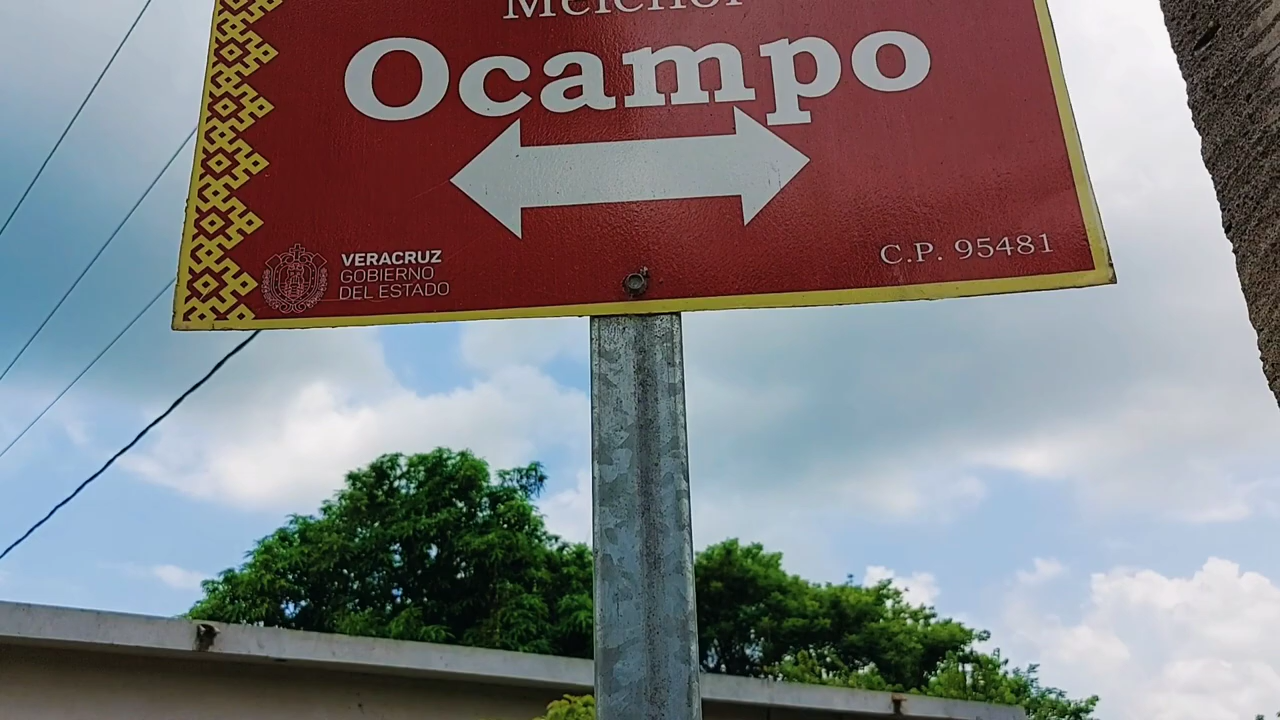 Melchor
Ocampo
VERACRUZ
GOBIERNO
DEL ESTADO
C.P. 95481